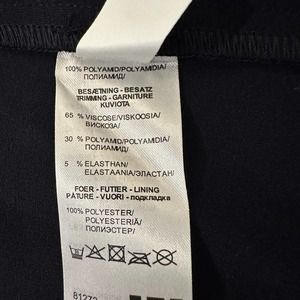 100% POLYAMID/POLYAMIDIA/
ПОЛИАМИД/
BESÆTNING - BESATZ
TRIMMING - GARNITURE
KUVIOTA
65 % VISCOSE/VISKOOSIA/
ВИСКОЗА/
30 % POLYAMID/POLYAMIDIA/
ПОЛИАМИД/
5 % ELASTHAN/
ELASTAANIA/ЭЛАСТАН/
FOER - FUTTER - LINING
PÂTURE - VUORI - подкладка
100% POLYESTER/
POLYESTERIÄ/
ПОЛИЭСТЕР/